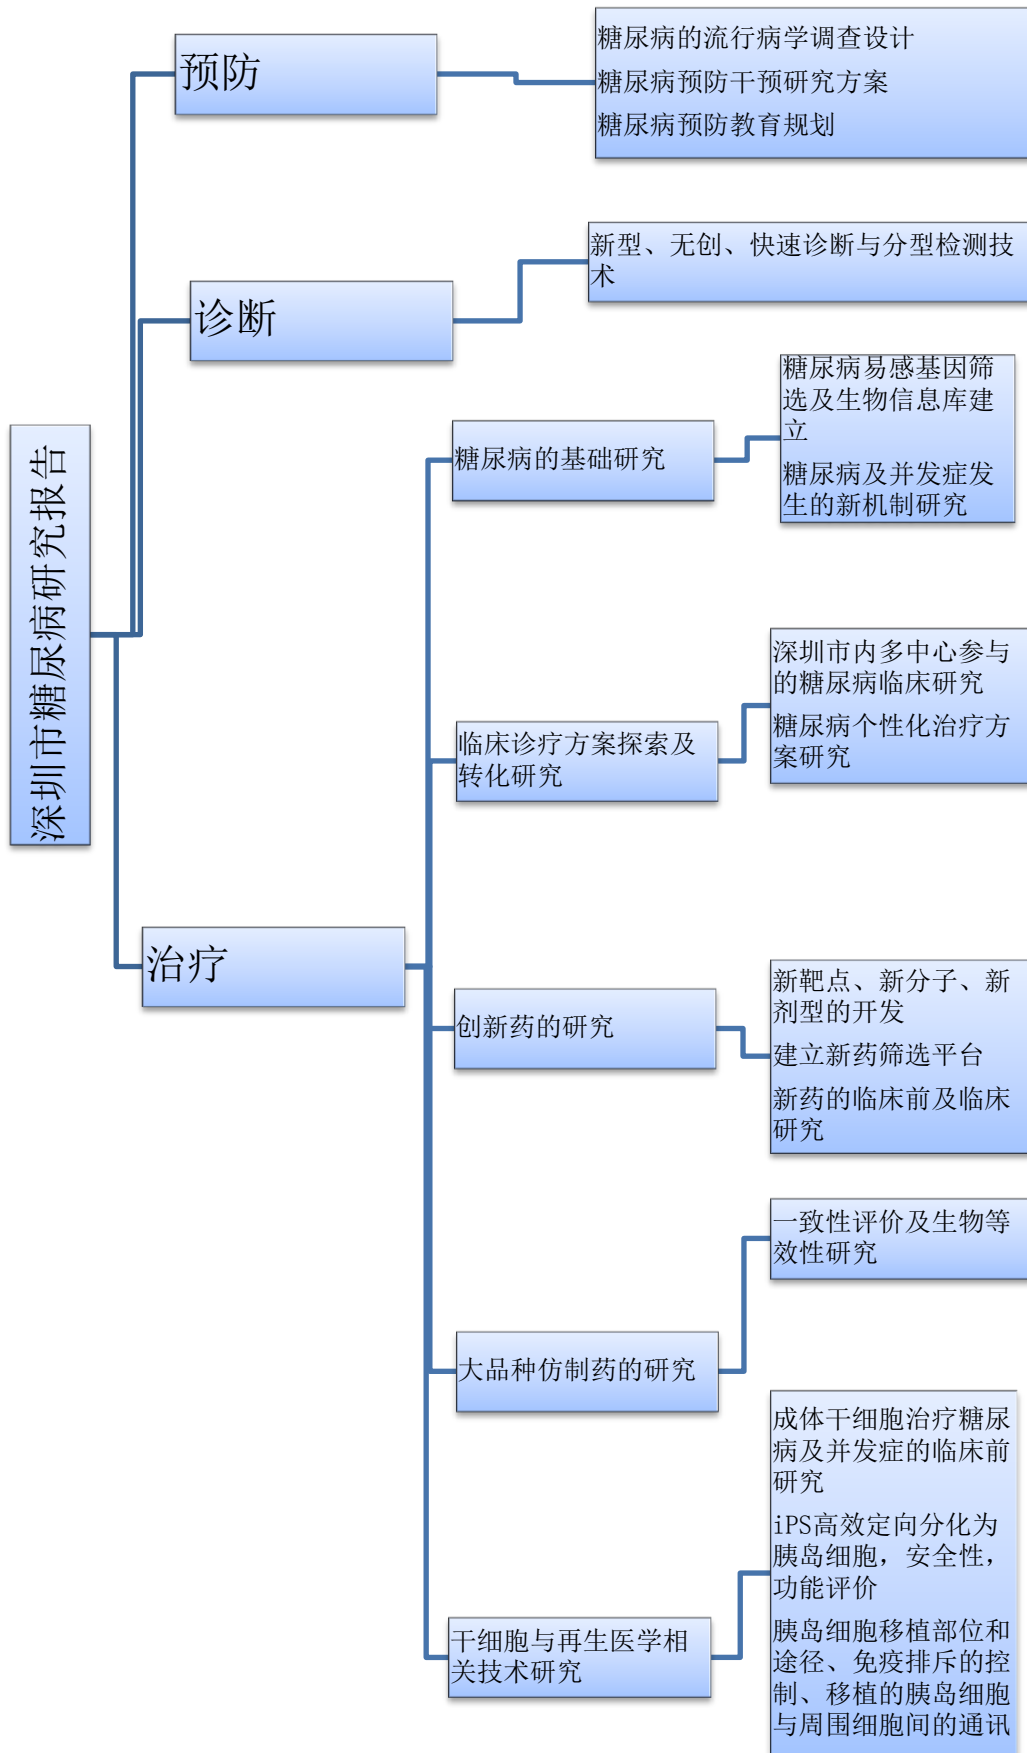 深圳市糖尿病研究报告
预防
糖尿病的流行病学调查设计
糖尿病预防干预研究方案
糖尿病预防教育规划
诊断
新型、无创、快速诊断与分型检测技
术
治疗
糖尿病的基础研究
糖尿病易感基因筛
选及生物信息库建
立
糖尿病及并发症发
生的新机制研究
临床诊疗方案探索及
转化研究
深圳市内多中心参与
的糖尿病临床研究
糖尿病个性化治疗方
案研究
创新药的研究
新靶点、新分子、新
剂型的开发
建立新药筛选平台
新药的临床前及临床
研究
大品种仿制药的研究
一致性评价及生物等
效性研究
干细胞与再生医学相
关技术研究
成体干细胞治疗糖尿
病及并发症的临床前
研究
iPS高效定向分化为
胰岛细胞，安全性，
功能评价
胰岛细胞移植部位和
途径、免疫排斥的控
制、移植的胰岛细胞
与周围细胞间的通讯